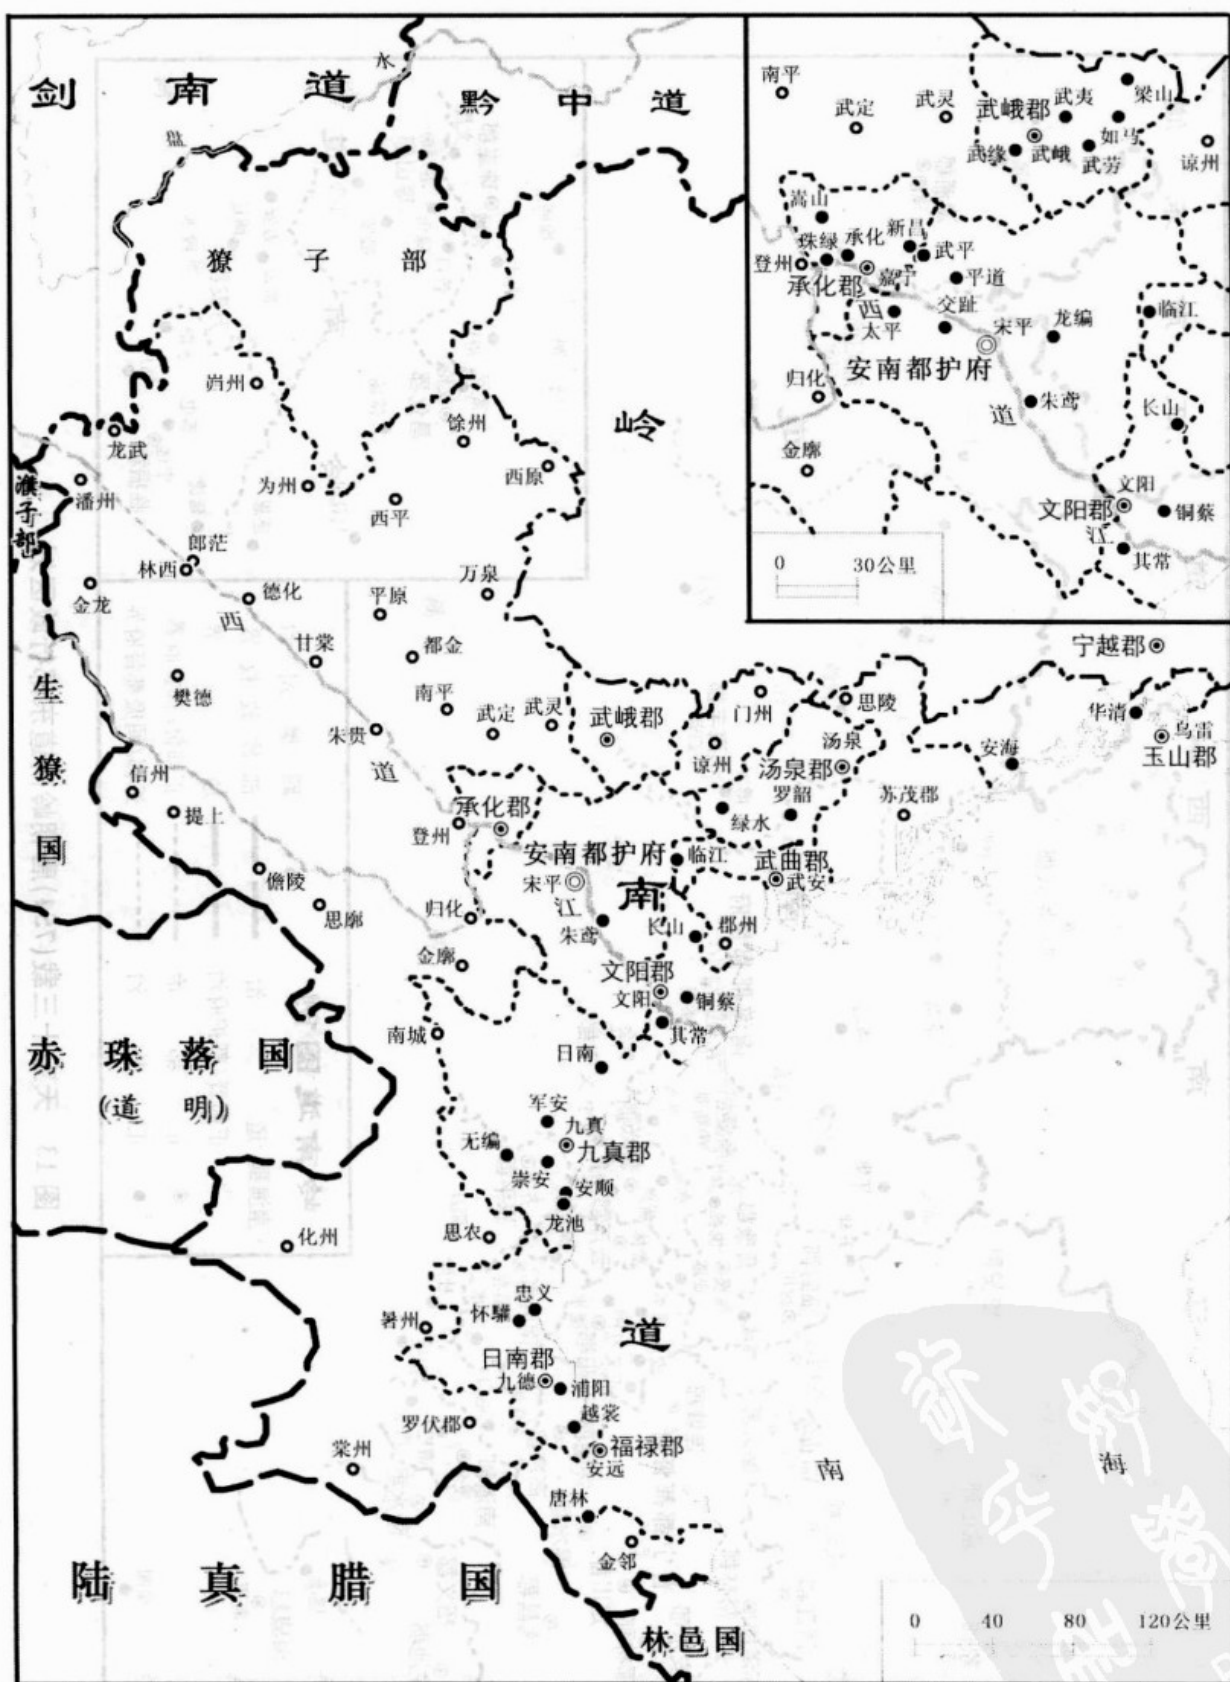 剑南道
黔中道
盘
水
獠子部
岭
南
道
㟧州
龙武
潘州
濮子部
馀州
西原
为州
西平
郎茫
林西
金龙
德化
万泉
平原
西
甘棠
都金
樊德
南平
武定
武灵
武峨郡
朱贵
道
生獠国
信州
提上
承化郡
登州
儋陵
思廓
归化
金廓
安南都护府
宋平
江
朱鸢
门州
思陵
谅州
汤泉
汤泉郡
绿水
罗韶
苏茂郡
临江
武曲郡
武安
长山
郡州
文阳郡
文阳
铜蔡
其常
宁越郡
华清
乌雷
玉山郡
安海
南城
日南
赤珠落国
(道明)
军安
九真
九真郡
无编
崇安
安顺
龙池
思农
化州
忠义
怀驩
暑州
日南郡
九德
浦阳
越裳
罗伏郡
福禄郡
安远
棠州
唐林
金邻
陆真腊国
林邑国
南海
0 40 80 120公里
南平
武定
武灵
武峨郡
武夷
梁山
武缘
武峨
武劳
如马
谅州
嵩山
珠绿
承化
新昌
武平
登州
承化郡
嘉宁
平道
西
太平
交趾
宋平
龙编
临江
安南都护府
归化
道
朱鸢
长山
金廓
文阳
文阳郡
铜蔡
江
其常
0 30公里